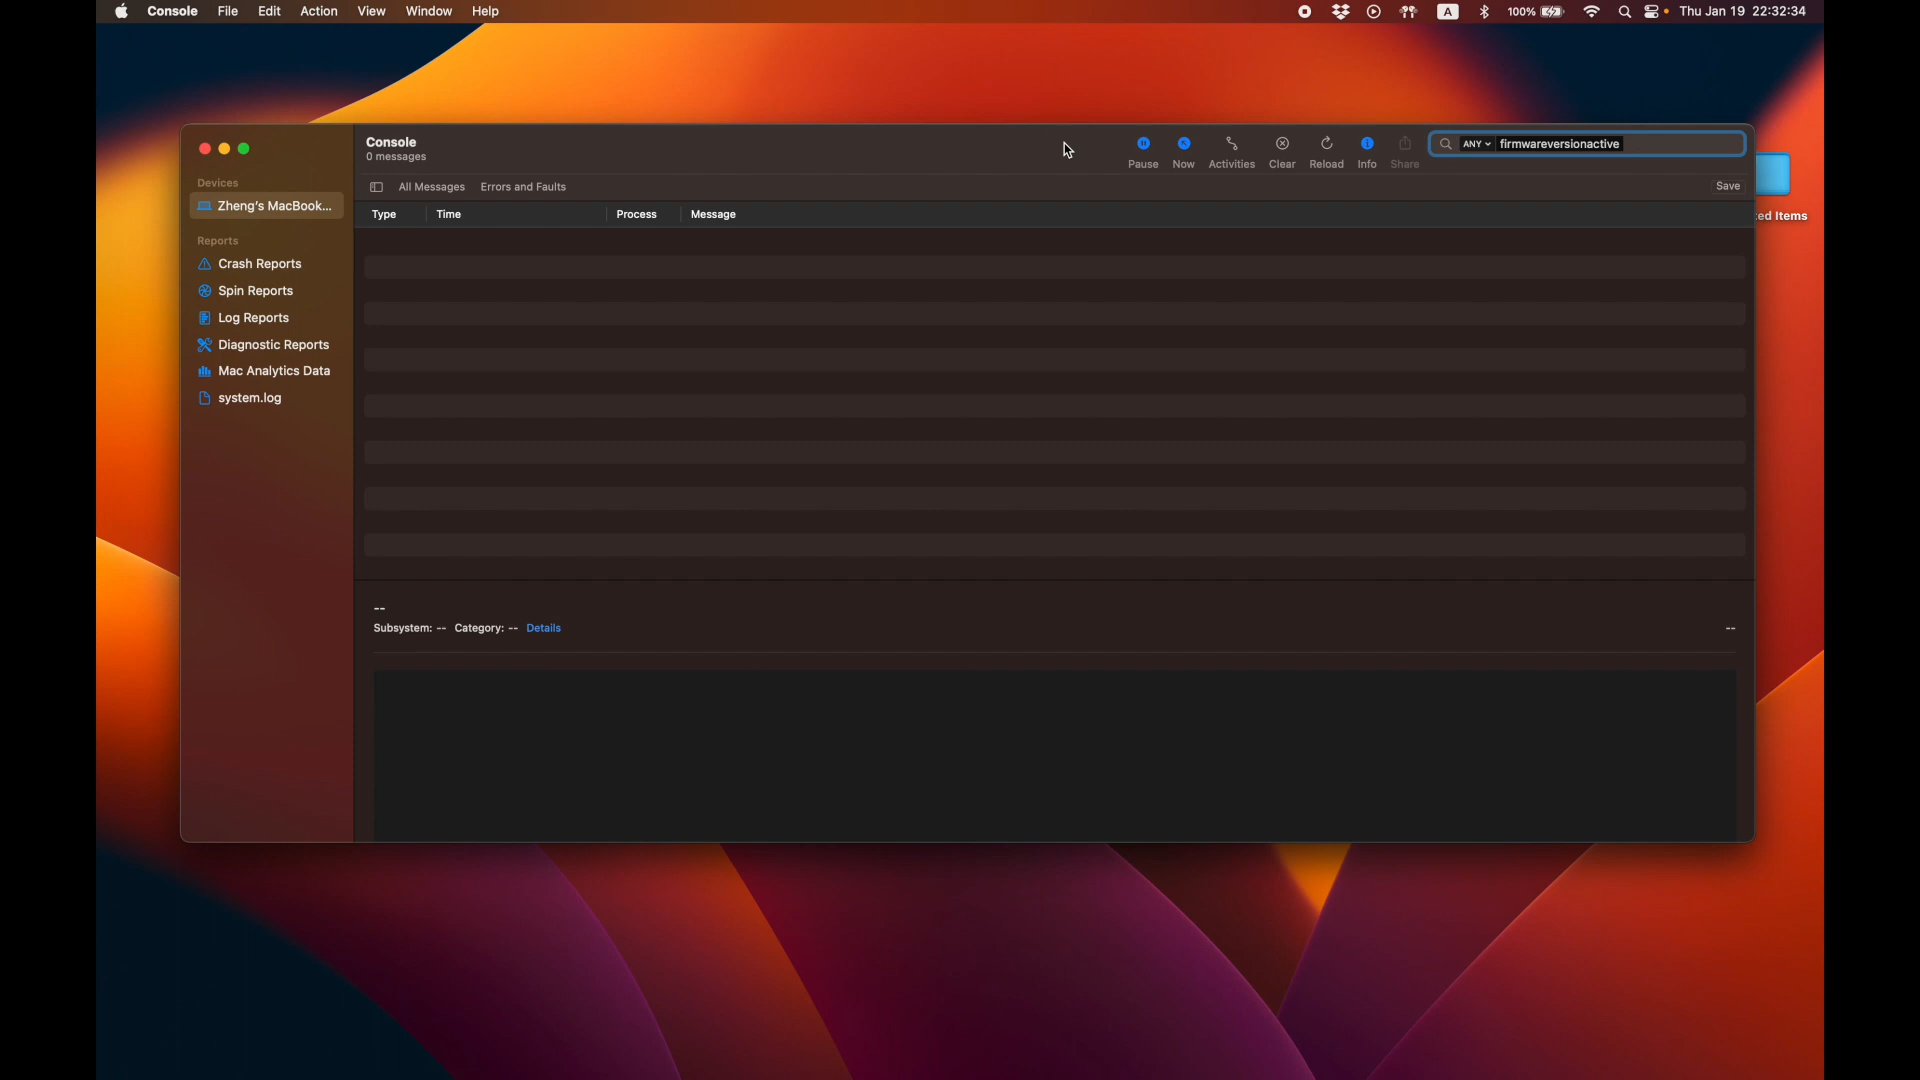 Console File Edit Action View Window Help
A 100% Thu Jan 19 22:32:34
Console
0 messages
Pause Now Activities Clear Reload Info Share
ANY firmwareversionactive
Devices
Zheng's MacBook...
Reports
Crash Reports
Spin Reports
Log Reports
Diagnostic Reports
Mac Analytics Data
system.log
All Messages Errors and Faults Save
Type Time Process Message
--
Subsystem: -- Category: -- Details --
ed Items